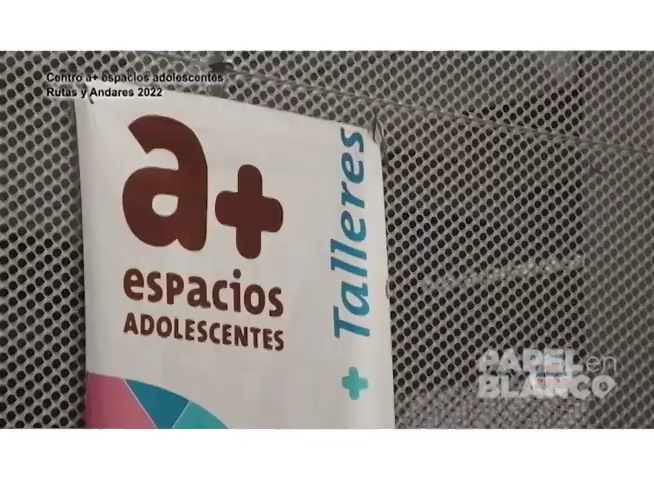 Centro a+ espacios adolescentes
Rutas y Andares 2022
a+
espacios
ADOLESCENTES
+ Talleres
PAPEL en
BLANCO